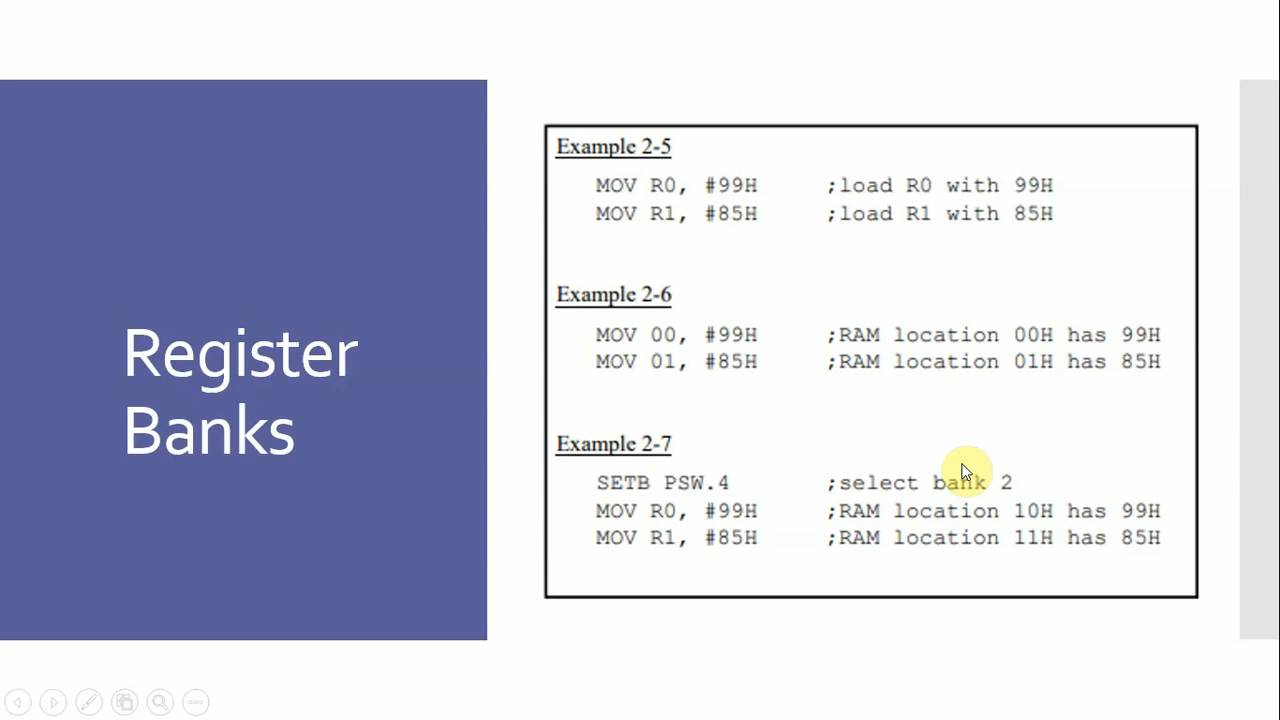 Register
Banks
Example 2-5
MOV R0, #99H ;load R0 with 99H
MOV R1, #85H ;load R1 with 85H
Example 2-6
MOV 00, #99H ;RAM location 00H has 99H
MOV 01, #85H ;RAM location 01H has 85H
Example 2-7
SETB PSW.4 ;select bank 2
MOV R0, #99H ;RAM location 10H has 99H
MOV R1, #85H ;RAM location 11H has 85H